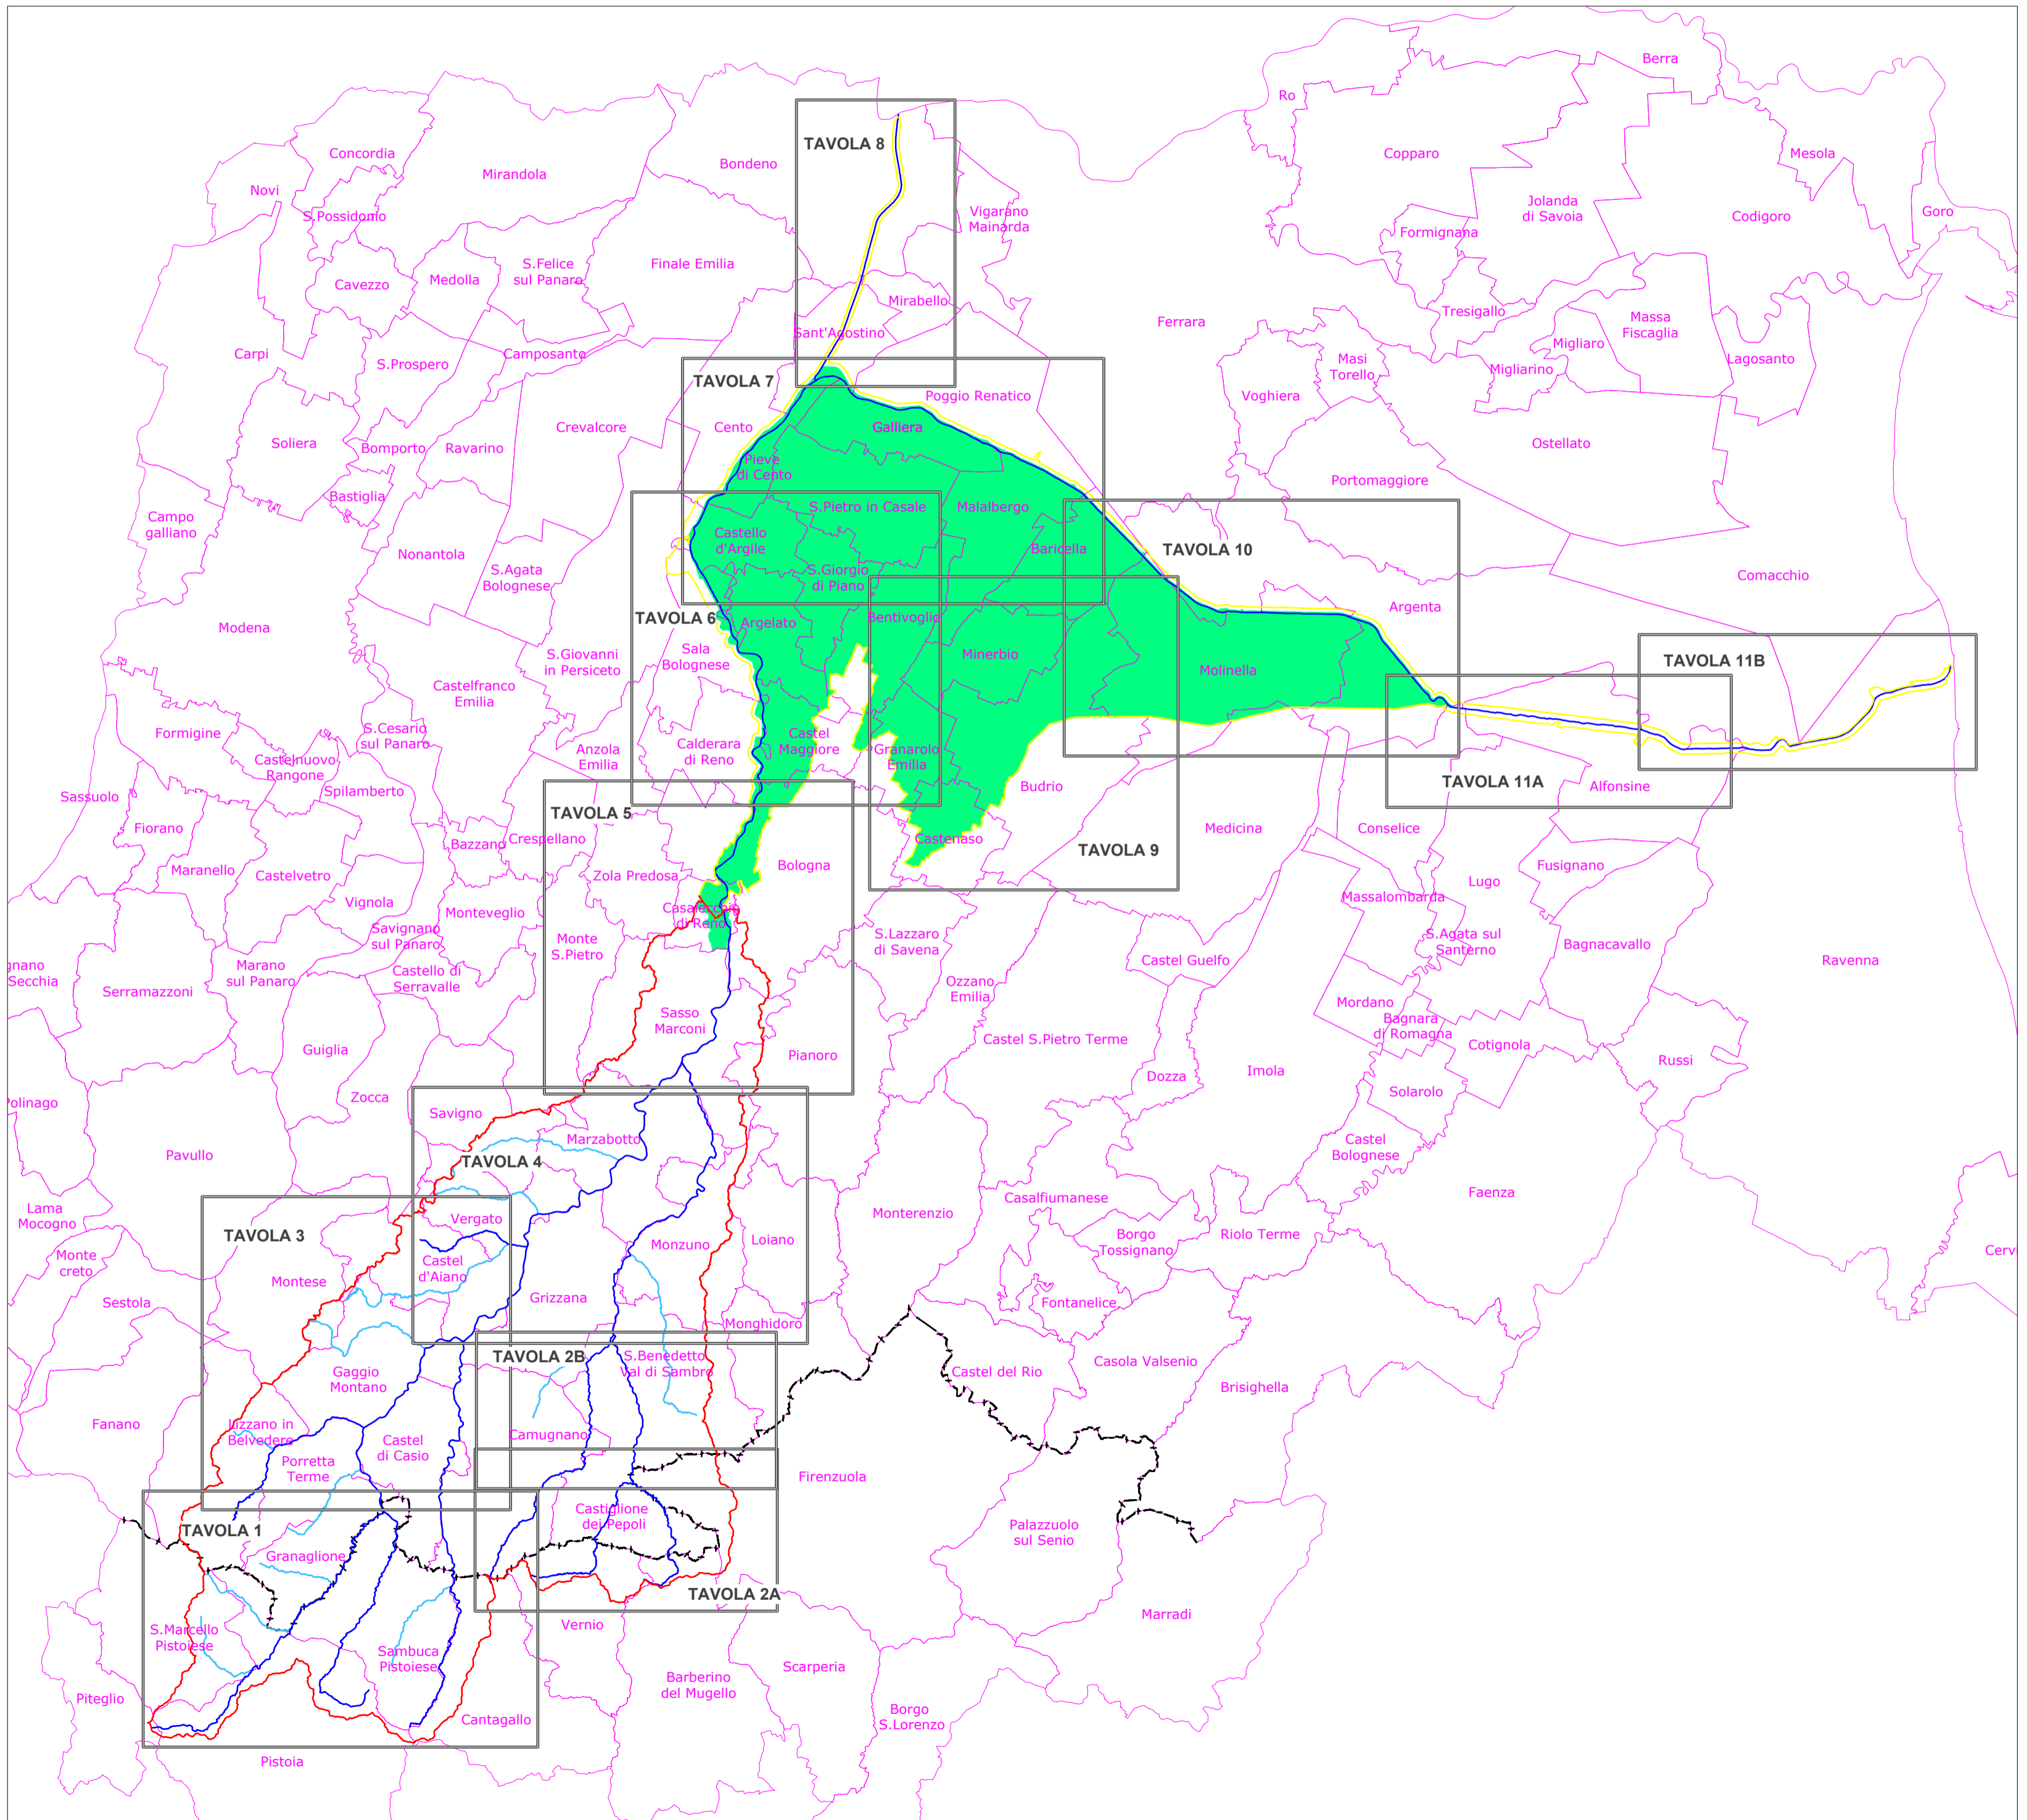 Berra
Ro
TAVOLA 8
Concordia
Copparo
Mesola
Bondeno
Mirandola
Novi
Jolanda
di Savoia
S.Possidonio
Vigarano
Mainarda
Codigoro
Goro
Formignana
S.Felice
sul Panaro
Finale Emilia
Medolla
Cavezzo
Mirabello
Tresigallo
Massa
Fiscaglia
Ferrara
Sant'Agostino
Migliaro
Carpi
Camposanto
S.Prospero
Masi
Torello
Lagosanto
Migliarino
TAVOLA 7
Poggio Renatico
Voghiera
Cento
Crevalcore
Galliera
Soliera
Bomporto
Ravarino
Ostellato
Pieve
di Cento
Portomaggiore
Bastiglia
S.Pietro in Casale
Malalbergo
Campo
galliano
Castello
d'Argile
Nonantola
Baricella
TAVOLA 10
S.Agata
Bolognese
S.Giorgio
di Piano
Comacchio
Argenta
TAVOLA 6
Bentivoglio
Argelato
Modena
Sala
Bolognese
S.Giovanni
in Persiceto
Minerbio
Molinella
TAVOLA 11B
Castelfranco
Emilia
S.Cesario
sul Panaro
Formigine
Castel
Maggiore
Calderara
di Reno
Granarolo
Emilia
Anzola
Emilia
Castelnuovo
Rangone
TAVOLA 11A
Budrio
Alfonsine
Spilamberto
Sassuolo
TAVOLA 5
Fiorano
Medicina
Conselice
Crespellano
Castenaso
Bazzano
TAVOLA 9
Bologna
Fusignano
Maranello
Castelvetro
Zola Predosa
Lugo
Massalombarda
Vignola
Monteveglio
Casalecchio
di Reno
Savignano
sul Panaro
S.Lazzaro
di Savena
S.Agata sul
Santerno
Monte
S.Pietro
Bagnacavallo
gnano
Secchia
Marano
sul Panaro
Castel Guelfo
Ravenna
Castello di
Serravalle
Ozzano
Emilia
Serramazzoni
Mordano
Sasso
Marconi
Bagnara
di Romagna
Castel S.Pietro Terme
Guiglia
Cotignola
Pianoro
Russi
Imola
Dozza
Solarolo
Zocca
Polinago
Savigno
Marzabotto
Castel
Bolognese
Pavullo
TAVOLA 4
Faenza
Casalfiumanese
Lama
Mocogno
Monterenzio
Vergato
TAVOLA 3
Borgo
Tossignano
Riolo Terme
Loiano
Monzuno
Monte
creto
Cervi
Castel
d'Aiano
Montese
Grizzana
Sestola
Fontanelice
Monghidoro
TAVOLA 2B
S.Benedetto
Val di Sambro
Casola Valsenio
Gaggio
Montano
Castel del Rio
Brisighella
Fanano
Lizzano in
Belvedere
Camugnano
Castel
di Casio
Porretta
Terme
Firenzuola
Castiglione
dei Pepoli
TAVOLA 1
Palazzuolo
sul Senio
Granaglione
TAVOLA 2A
Marradi
Vernio
S.Marcello
Pistoiese
Sambuca
Pistoiese
Scarperia
Barberino
del Mugello
Piteglio
Borgo
S.Lorenzo
Cantagallo
Pistoia